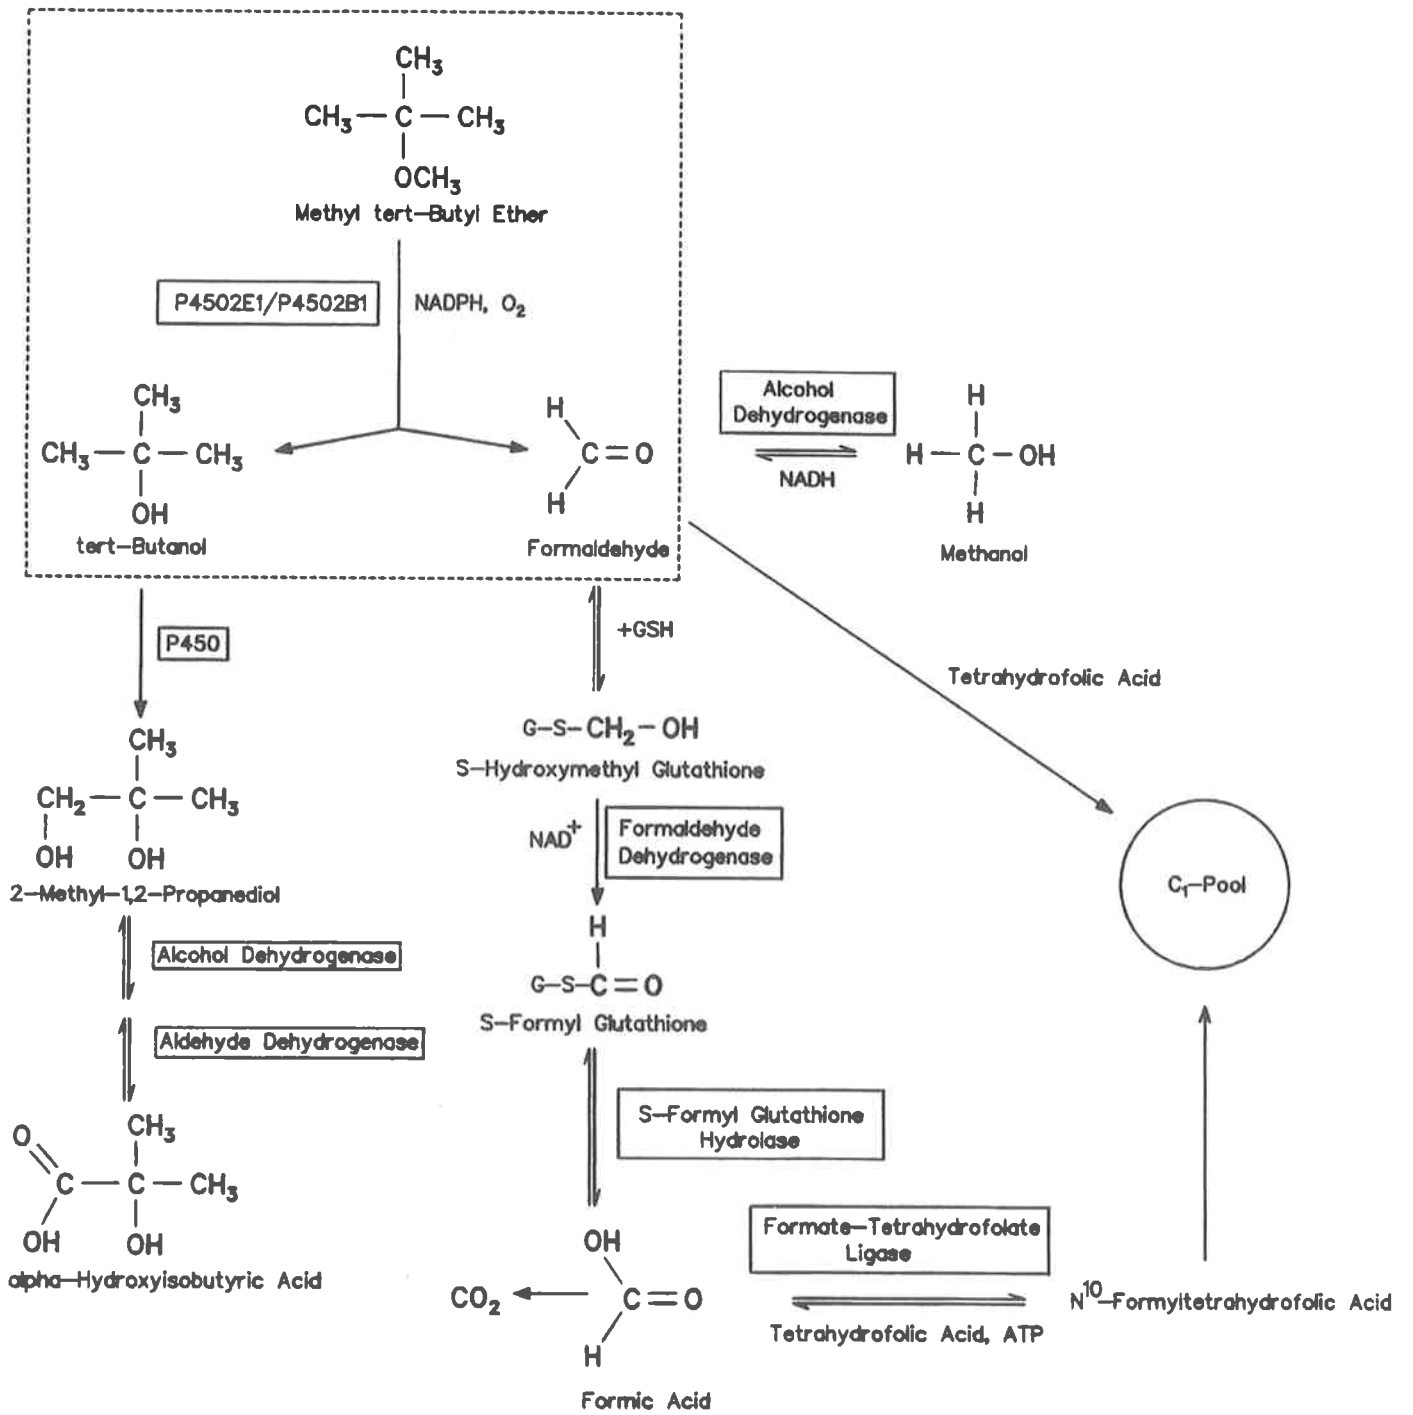 CH3
CH3—C—CH3
OCH3
Methyl tert-Butyl Ether
P4502E1/P4502B1
NADPH, O2
CH3
CH3—C—CH3
OH
tert-Butanol
H
C=O
H
Formaldehyde
Alcohol
Dehydrogenase
NADH
H
H—C—OH
H
Methanol
P450
+GSH
Tetrahydrofolic Acid
CH3
CH2—C—CH3
OH OH
2-Methyl-1,2-Propanediol
G-S-CH2-OH
S-Hydroxymethyl Glutathione
NAD+
Formaldehyde
Dehydrogenase
C1-Pool
Alcohol Dehydrogenase
Aldehyde Dehydrogenase
H
G-S-C=O
S-Formyl Glutathione
S-Formyl Glutathione
Hydrolase
O
CH3
C—C—CH3
OH OH
alpha-Hydroxyisobutyric Acid
OH
CO2
C=O
H
Formic Acid
Formate-Tetrahydrofolate
Ligase
Tetrahydrofolic Acid, ATP
N10-Formyltetrahydrofolic Acid